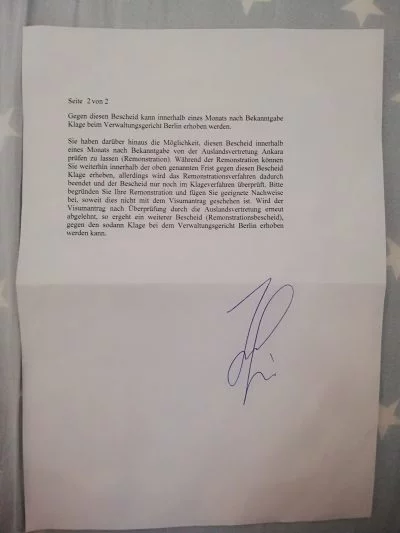 Seite 2 von 2
Gegen diesen Bescheid kann innerhalb eines Monats nach Bekanntgabe
Klage beim Verwaltungsgericht Berlin erhoben werden.
Sie haben darüber hinaus die Möglichkeit, diesen Bescheid innerhalb
eines Monats nach Bekanntgabe von der Auslandsvertretung Ankara
prüfen zu lassen (Remonstration). Während der Remonstration können
Sie weiterhin innerhalb der oben genannten Frist gegen diesen Bescheid
Klage erheben, allerdings wird das Remonstrationsverfahren dadurch
beendet und der Bescheid nur noch im Klageverfahren überprüft. Bitte
begründen Sie Ihre Remonstration und fügen Sie geeignete Nachweise
bei, soweit dies nicht mit dem Visumantrag geschehen ist. Wird der
Visumantrag nach Überprüfung durch die Auslandsvertretung erneut
abgelehnt, so ergeht ein weiterer Bescheid (Remonstrationsbescheid),
gegen den sodann Klage bei dem Verwaltungsgericht Berlin erhoben
werden kann.